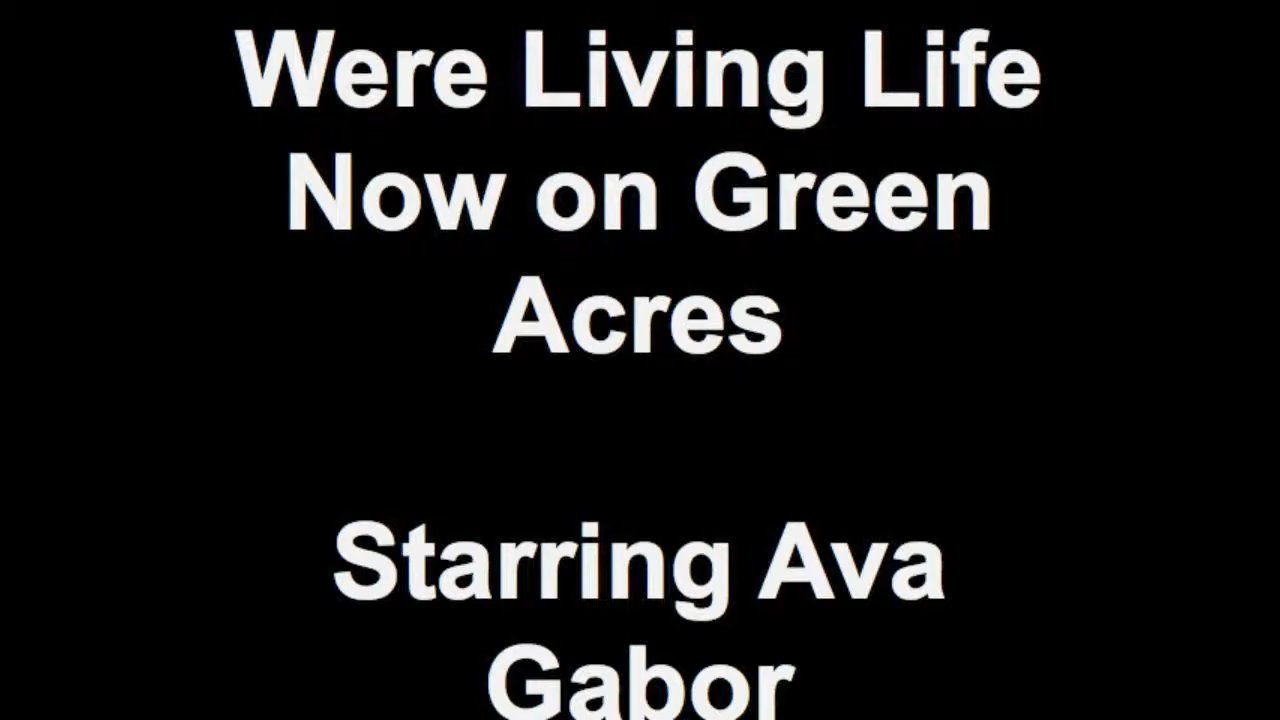 Were Living Life
Now on Green
Acres
Starring Ava
Gabor